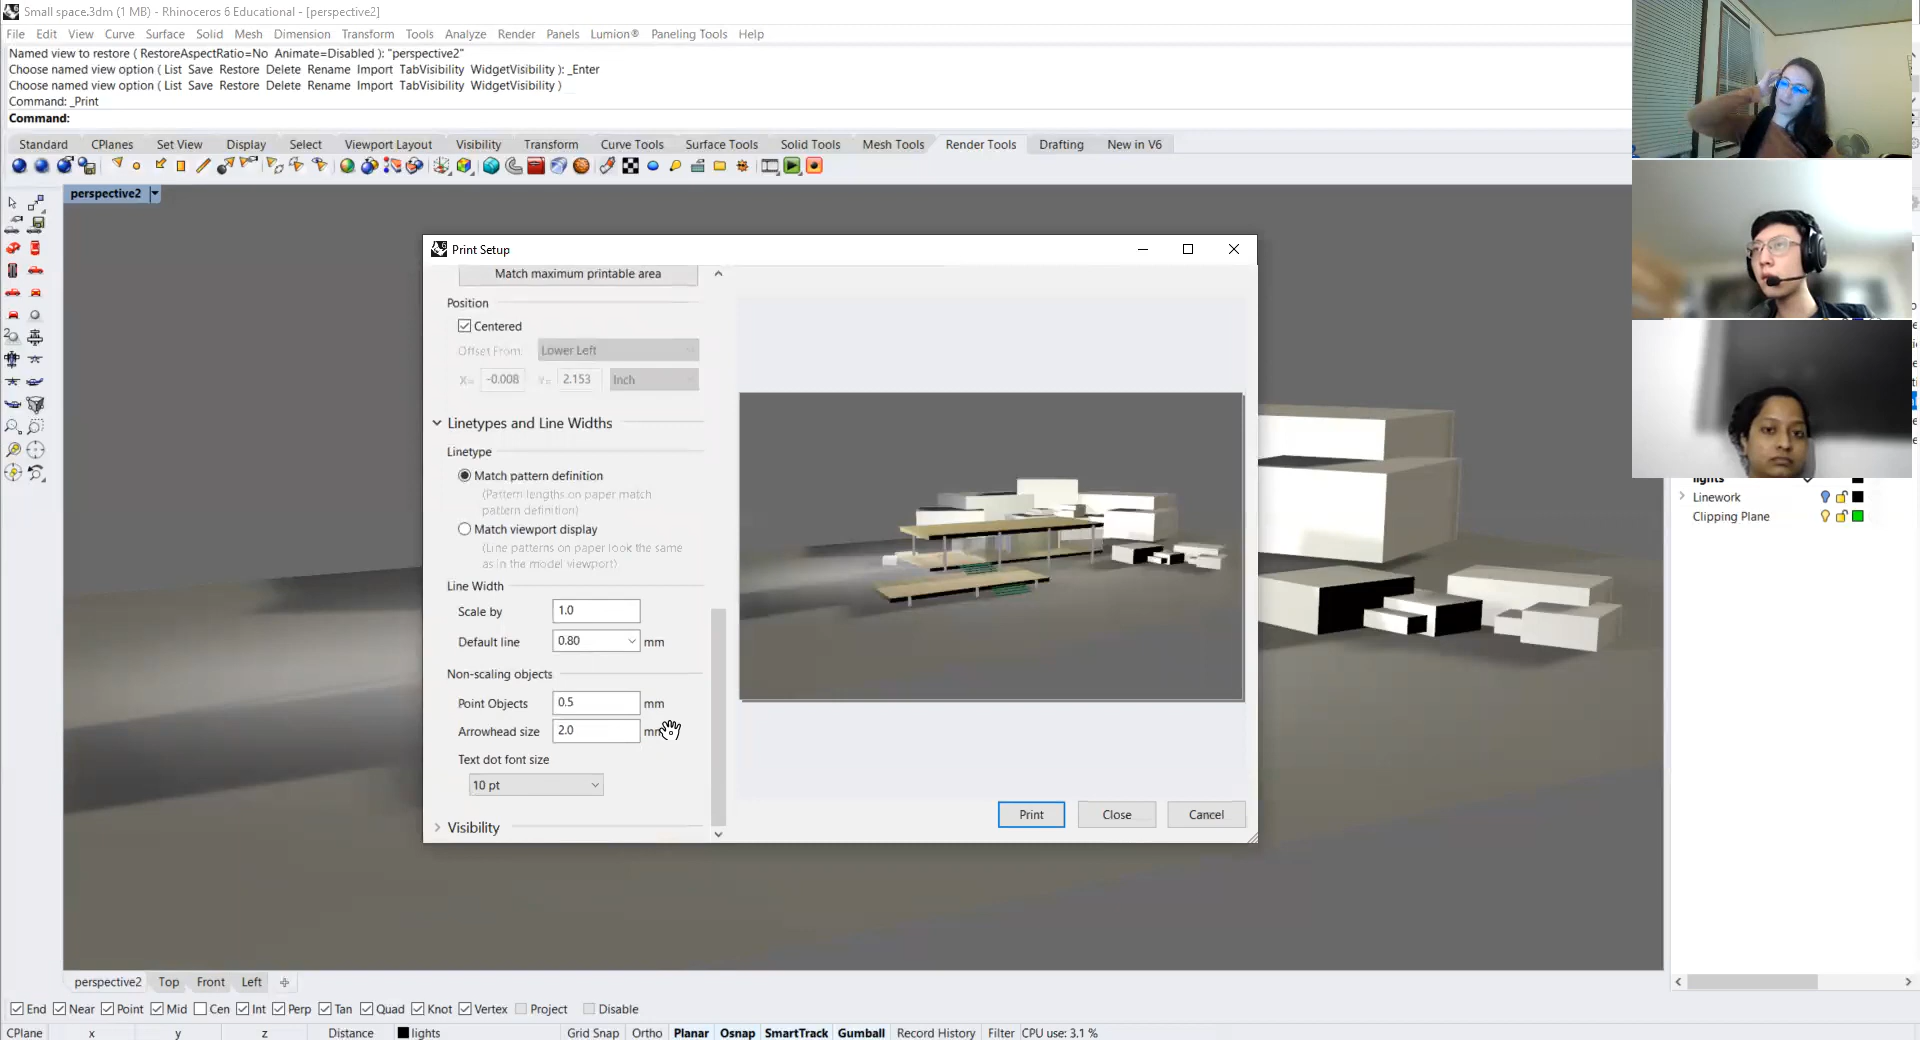 Small space.3dm (1 MB) - Rhinoceros 6 Educational - [perspective2]
File Edit View Curve Surface Solid Mesh Dimension Transform Tools Analyze Render Panels Lumion® Paneling Tools Help
Named view to restore ( RestoreAspectRatio=No Animate=Disabled ): "perspective2"
Choose named view option ( List Save Restore Delete Rename Import TabVisibility WidgetVisibility ): _Enter
Choose named view option ( List Save Restore Delete Rename Import TabVisibility WidgetVisibility )
Command: _Print
Command:
Standard CPlanes Set View Display Select Viewport Layout Visibility Transform Curve Tools Surface Tools Solid Tools Mesh Tools Render Tools Drafting New in V6
perspective2
Print Setup
Match maximum printable area
Position
Centered
Offset From: Lower Left
X= -0.008 Y= 2.153 Inch
Linetypes and Line Widths
Linetype
Match pattern definition
(Pattern lengths on paper match
pattern definition)
Match viewport display
(Line patterns on paper look the same
as in the model viewport)
Line Width
Scale by 1.0
Default line 0.80 mm
Non-scaling objects
Point Objects 0.5 mm
Arrowhead size 2.0
Text dot font size
10 pt
Visibility
Print Close Cancel
lights
Linework
Clipping Plane
perspective2 Top Front Left
End Near Point Mid Cen Int Perp Tan Quad Knot Vertex Project Disable
CPlane x y z Distance lights Grid Snap Ortho Planar Osnap SmartTrack Gumball Record History Filter CPU use: 3.1 %